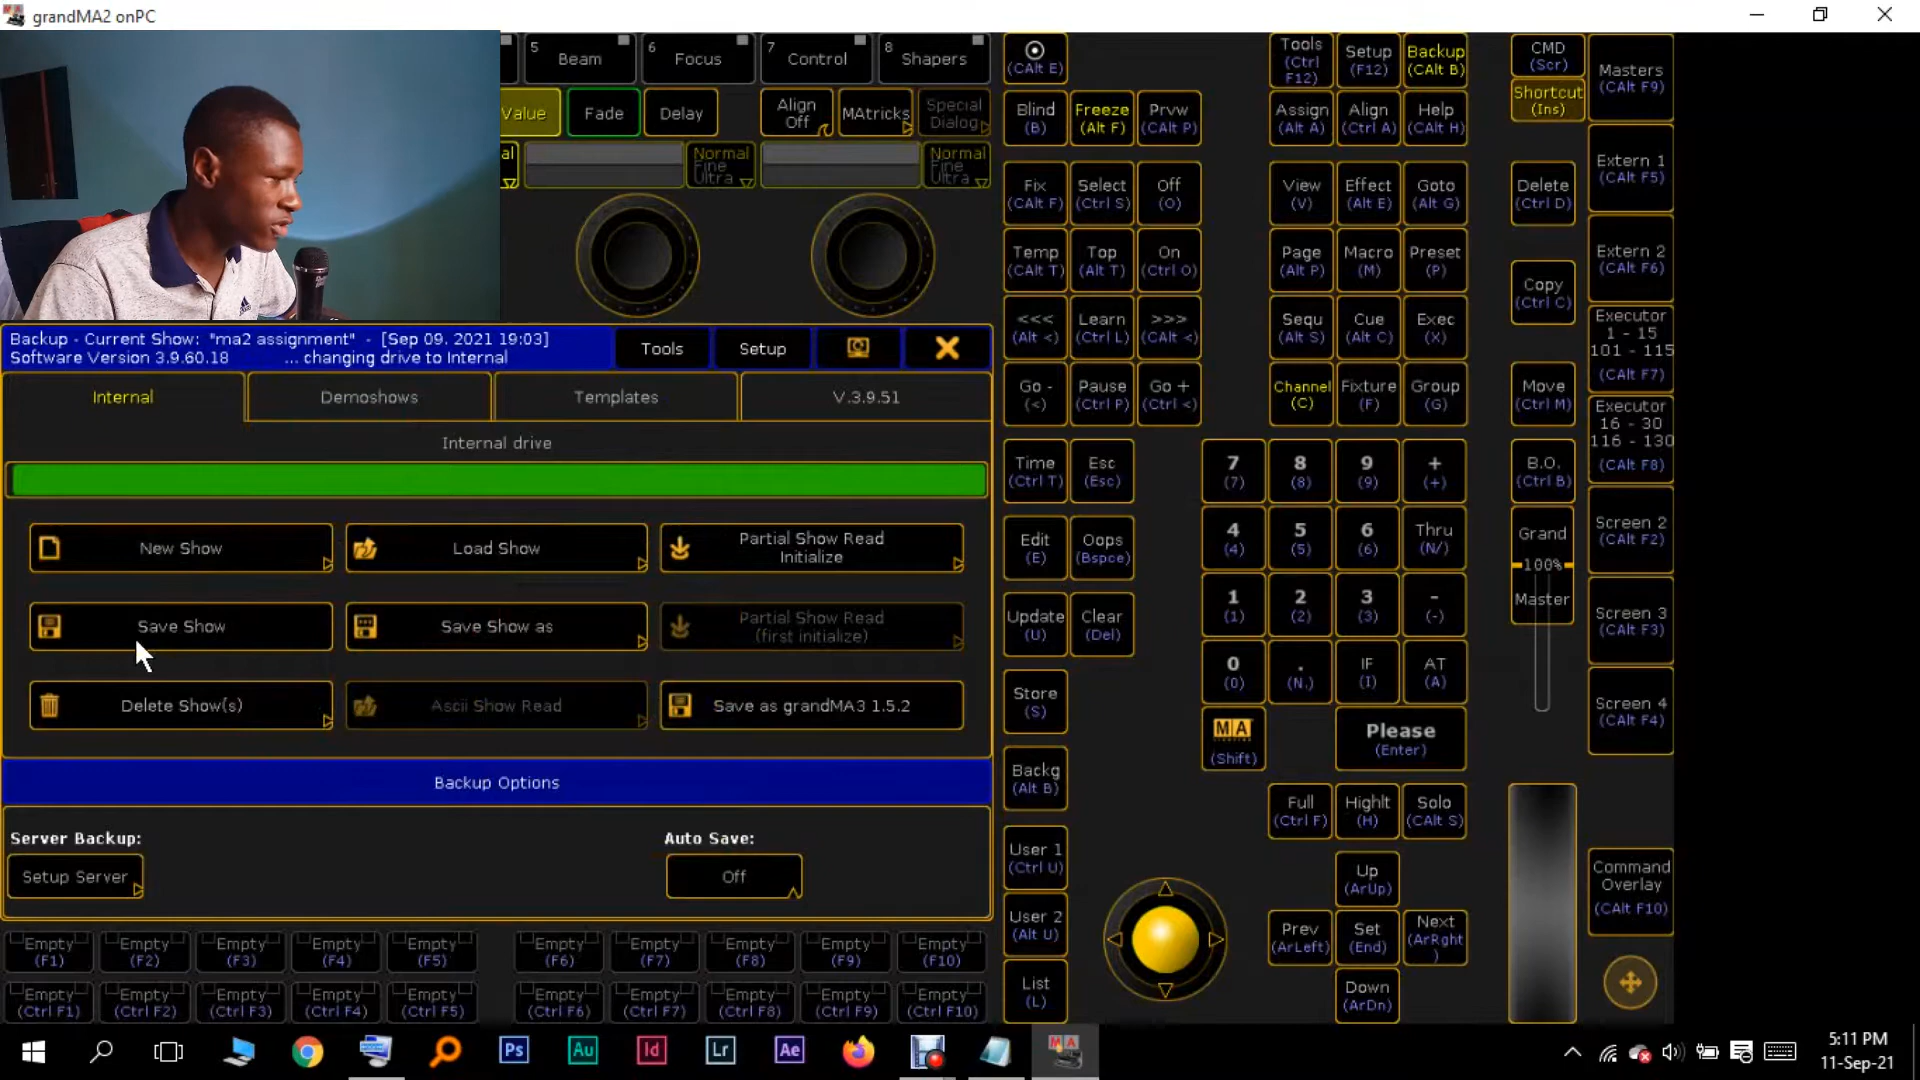 grandMA2 onPC
5 Beam
6 Focus
7 Control
8 Shapers
Value
Fade
Delay
Align
Off
MAtricks
Special
Dialog
al
Normal
Fine
Ultra
Normal
Fine
Ultra
Backup - Current Show: "ma2 assignment" - [Sep 09. 2021 19:03]
Software Version 3.9.60.18 ... changing drive to Internal
Tools
Setup
Internal
Demoshows
Templates
V.3.9.51
Internal drive
New Show
Load Show
Partial Show Read
Initialize
Save Show
Save Show as
Partial Show Read
(first initialize)
Delete Show(s)
Ascii Show Read
Save as grandMA3 1.5.2
Backup Options
Server Backup:
Setup Server
Auto Save:
Off
Empty
(F1)
Empty
(F2)
Empty
(F3)
Empty
(F4)
Empty
(F5)
Empty
(F6)
Empty
(F7)
Empty
(F8)
Empty
(F9)
Empty
(F10)
Empty
(Ctrl F1)
Empty
(Ctrl F2)
Empty
(Ctrl F3)
Empty
(Ctrl F4)
Empty
(Ctrl F5)
Empty
(Ctrl F6)
Empty
(Ctrl F7)
Empty
(Ctrl F8)
Empty
(Ctrl F9)
Empty
(Ctrl F10)
(CAlt E)
Tools
(Ctrl
F12)
Setup
(F12)
Backup
(CAlt B)
Blind
(B)
Freeze
(Alt F)
Prvw
(CAlt P)
Assign
(Alt A)
Align
(Ctrl A)
Help
(CAlt H)
Fix
(CAlt F)
Select
(Ctrl S)
Off
(O)
View
(V)
Effect
(Alt E)
Goto
(Alt G)
Temp
(CAlt T)
Top
(Alt T)
On
(Ctrl O)
Page
(Alt P)
Macro
(M)
Preset
(P)
<<<
(Alt <)
Learn
(Ctrl L)
>>>
(CAlt <)
Sequ
(Alt S)
Cue
(Alt C)
Exec
(X)
Go -
(<)
Pause
(Ctrl P)
Go +
(Ctrl <)
Channel
(C)
Fixture
(F)
Group
(G)
Time
(Ctrl T)
Esc
(Esc)
7
(7)
8
(8)
9
(9)
+
(+)
Edit
(E)
Oops
(Bspce)
4
(4)
5
(5)
6
(6)
Thru
(N/)
Update
(U)
Clear
(Del)
1
(1)
2
(2)
3
(3)
-
(-)
Store
(S)
0
(0)
.
(N.)
IF
(I)
AT
(A)
Backg
(Alt B)
MA
(Shift)
Please
(Enter)
User 1
(Ctrl U)
Full
(Ctrl F)
Highlt
(H)
Solo
(CAlt S)
User 2
(Alt U)
Up
(ArUp)
Prev
(ArLeft)
Set
(End)
Next
(ArRght
)
List
(L)
Down
(ArDn)
CMD
(Scr)
Shortcut
(Ins)
Delete
(Ctrl D)
Copy
(Ctrl C)
Move
(Ctrl M)
B.O.
(Ctrl B)
Grand
100%
Master
Masters
(CAlt F9)
Extern 1
(CAlt F5)
Extern 2
(CAlt F6)
Executor
1 - 15
101 - 115
(CAlt F7)
Executor
16 - 30
116 - 130
(CAlt F8)
Screen 2
(CAlt F2)
Screen 3
(CAlt F3)
Screen 4
(CAlt F4)
Command
Overlay
(CAlt F10)
Ps
Au
Id
Lr
Ae
MA
5:11 PM
11-Sep-21